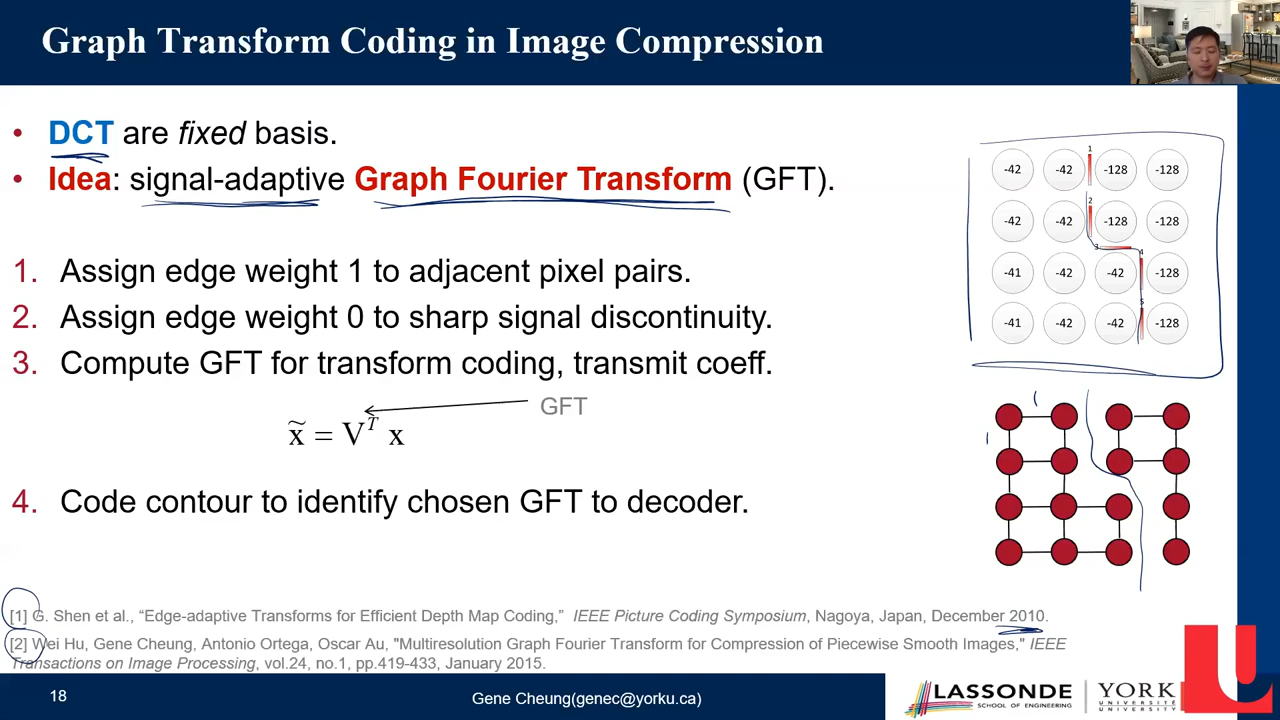 Graph Transform Coding in Image Compression
• DCT are fixed basis.
• Idea: signal-adaptive Graph Fourier Transform (GFT).
1. Assign edge weight 1 to adjacent pixel pairs.
2. Assign edge weight 0 to sharp signal discontinuity.
3. Compute GFT for transform coding, transmit coeff.
GFT
x̃ = Vᵀ x
4. Code contour to identify chosen GFT to decoder.
1
-42 -42 -128 -128
2
-42 -42 -128 -128
3 4
-41 -42 -42 -128
5
-41 -42 -42 -128
[1] G. Shen et al., “Edge-adaptive Transforms for Efficient Depth Map Coding,” IEEE Picture Coding Symposium, Nagoya, Japan, December 2010.
[2] Wei Hu, Gene Cheung, Antonio Ortega, Oscar Au, "Multiresolution Graph Fourier Transform for Compression of Piecewise Smooth Images," IEEE
Transactions on Image Processing, vol.24, no.1, pp.419-433, January 2015.
18
Gene Cheung(genec@yorku.ca)
LASSONDE
SCHOOL OF ENGINEERING
YORK
UNIVERSITÉ
UNIVERSITY